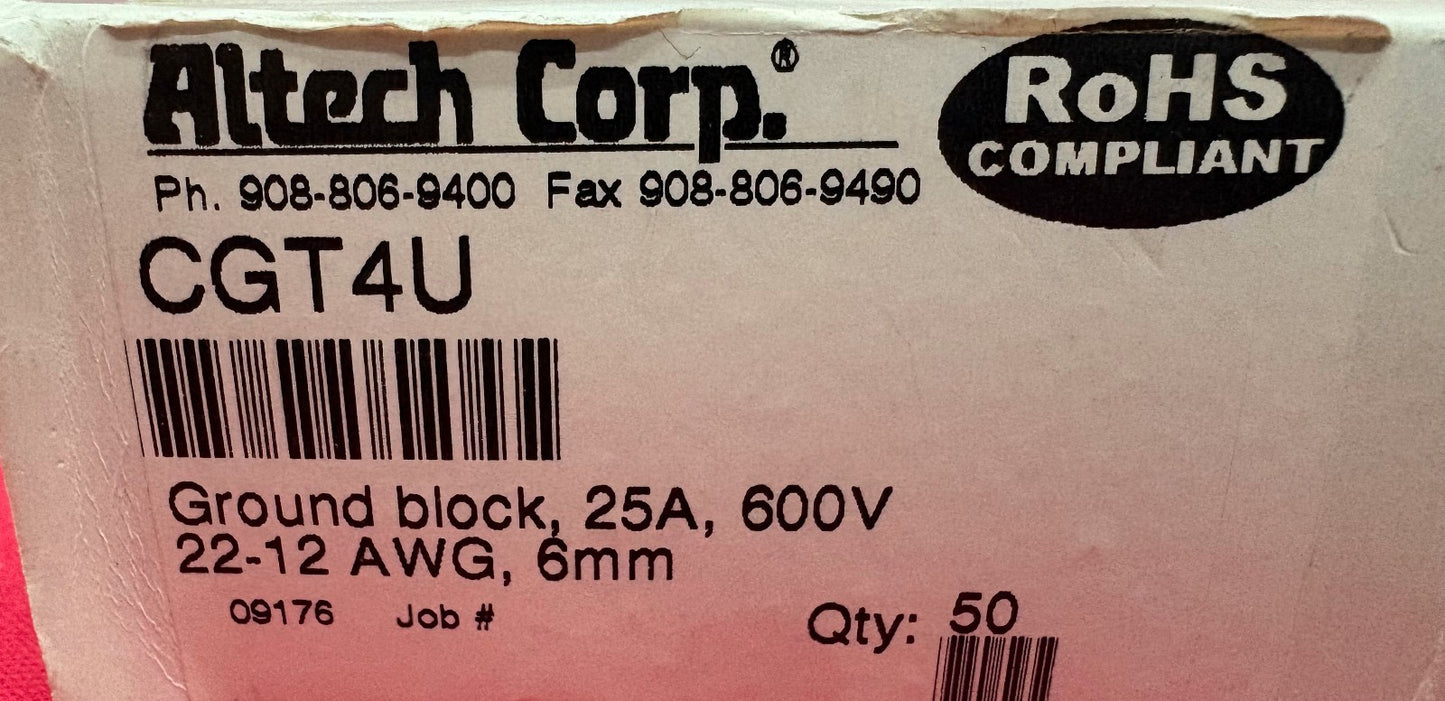 Altech Corp.®
RoHS
COMPLIANT
Ph. 908-806-9400 Fax 908-806-9490
CGT4U
Ground block, 25A, 600V
22-12 AWG, 6mm
09176 Job #
Qty: 50